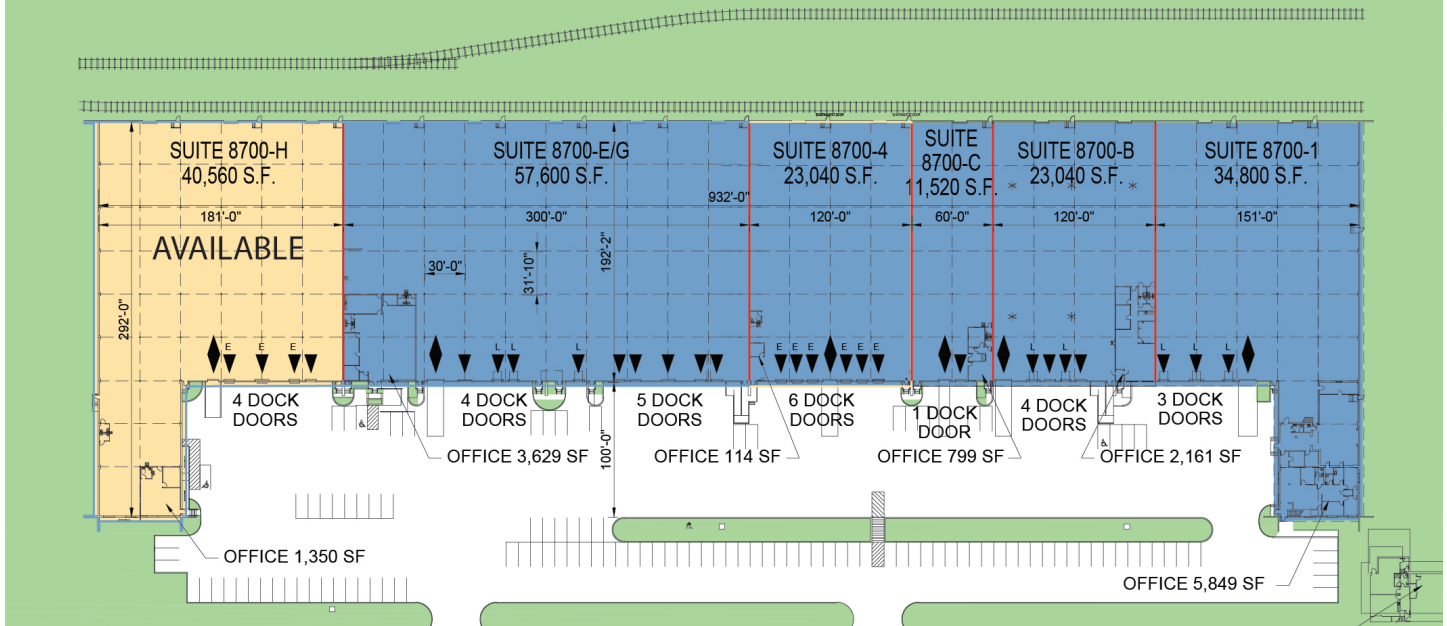 SUITE 8700-H
40,560 S.F.
SUITE 8700-E/G
57,600 S.F.
SUITE 8700-4
23,040 S.F.
SUITE
8700-C
11,520 S.F.
SUITE 8700-B
23,040 S.F.
SUITE 8700-1
34,800 S.F.
932'-0"
181'-0"
300'-0"
120'-0"
60'-0"
120'-0"
151'-0"
AVAILABLE
192'-2"
30'-0"
31'-10"
292'-0"
E
E
E
L
L
L
E
E
E
E
E
E
L
L
L
L
L
4 DOCK
DOORS
4 DOCK
DOORS
5 DOCK
DOORS
6 DOCK
DOORS
1 DOCK
DOOR
4 DOCK
DOORS
3 DOCK
DOORS
100'-0"
OFFICE 3,629 SF
OFFICE 114 SF
OFFICE 799 SF
OFFICE 2,161 SF
OFFICE 1,350 SF
OFFICE 5,849 SF